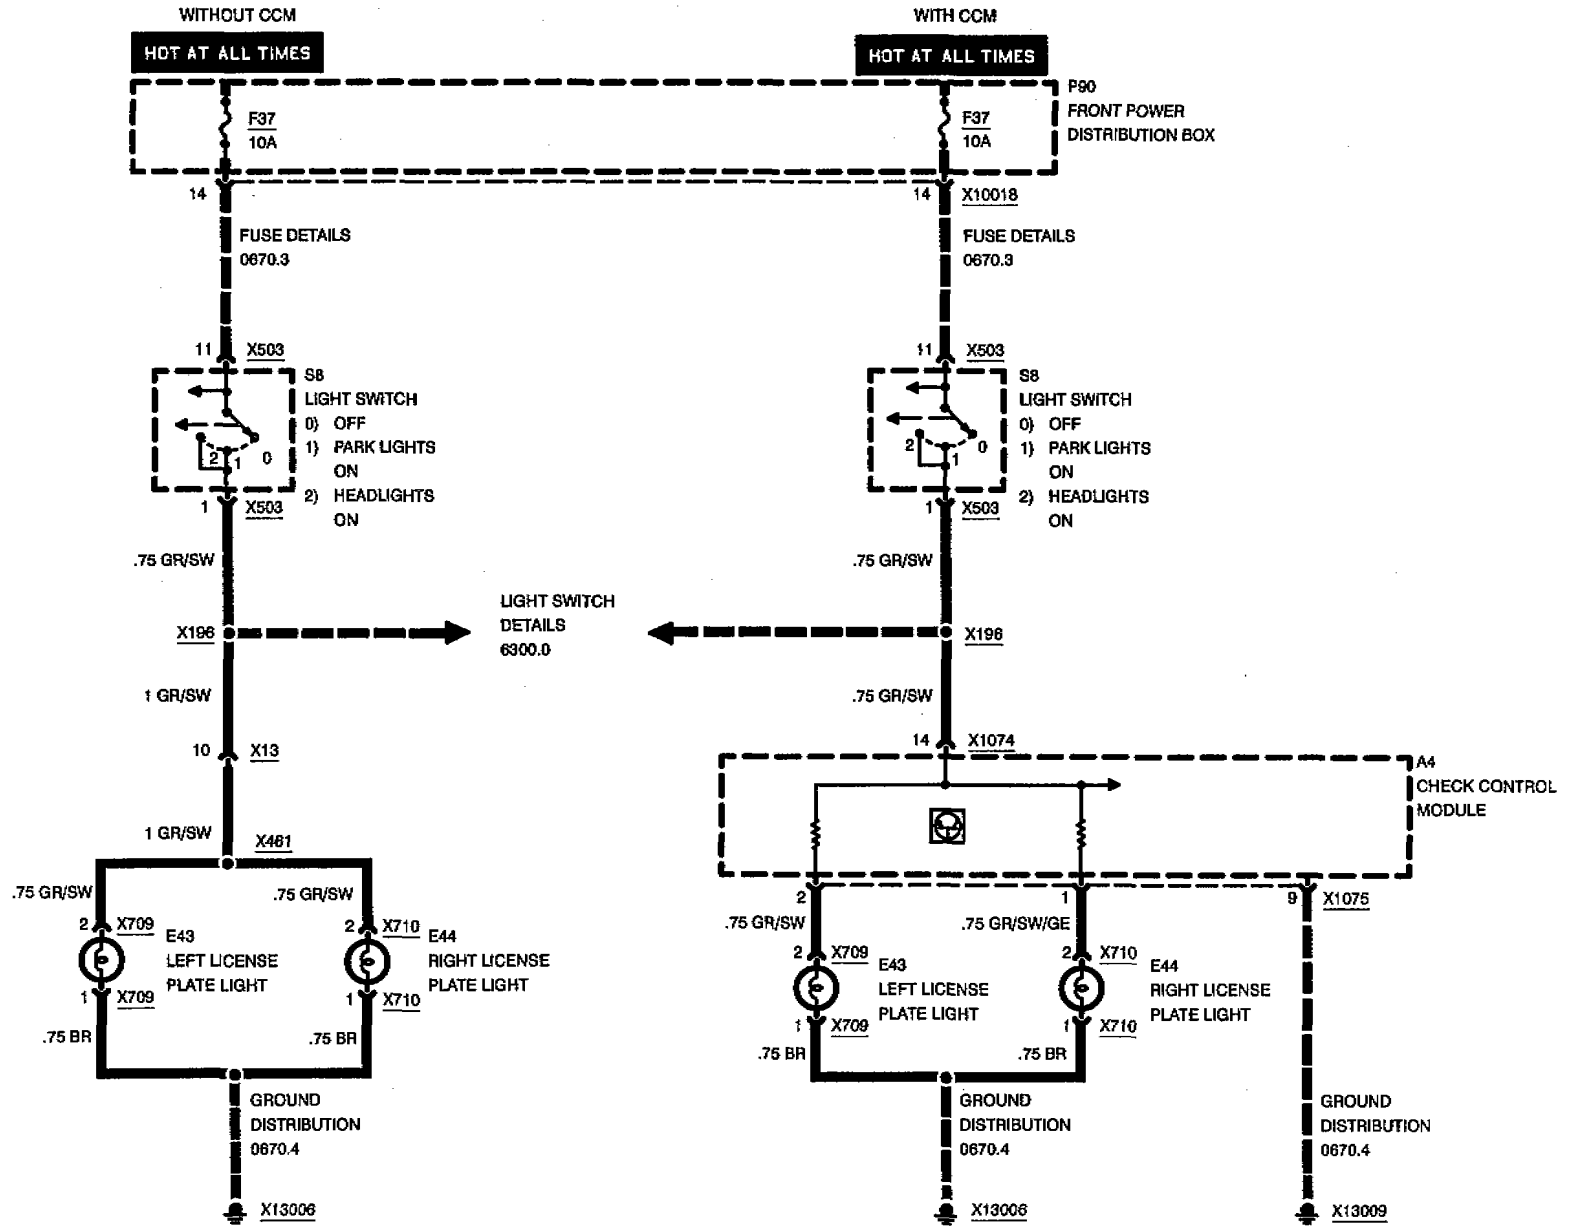 WITHOUT CCM
WITH CCM
HOT AT ALL TIMES
HOT AT ALL TIMES
P90
FRONT POWER
DISTRIBUTION BOX
F37
10A
F37
10A
14
14
X10018
FUSE DETAILS
0670.3
FUSE DETAILS
0670.3
11
X503
11
X503
S8
LIGHT SWITCH
0) OFF
1) PARK LIGHTS
ON
2) HEADLIGHTS
ON
2
1
0
S8
LIGHT SWITCH
0) OFF
1) PARK LIGHTS
ON
2) HEADLIGHTS
ON
2
1
0
1
X503
1
X503
.75 GR/SW
.75 GR/SW
X196
LIGHT SWITCH
DETAILS
6300.0
X196
1 GR/SW
.75 GR/SW
10
X13
14
X1074
A4
CHECK CONTROL
MODULE
1 GR/SW
X461
.75 GR/SW
.75 GR/SW
2
1
9
X1075
.75 GR/SW
.75 GR/SW/GE
2
X709
E43
LEFT LICENSE
PLATE LIGHT
1
X709
2
X710
E44
RIGHT LICENSE
PLATE LIGHT
1
X710
2
X709
E43
LEFT LICENSE
PLATE LIGHT
1
X709
2
X710
E44
RIGHT LICENSE
PLATE LIGHT
1
X710
.75 BR
.75 BR
.75 BR
.75 BR
GROUND
DISTRIBUTION
0670.4
GROUND
DISTRIBUTION
0670.4
GROUND
DISTRIBUTION
0670.4
X13006
X13006
X13009